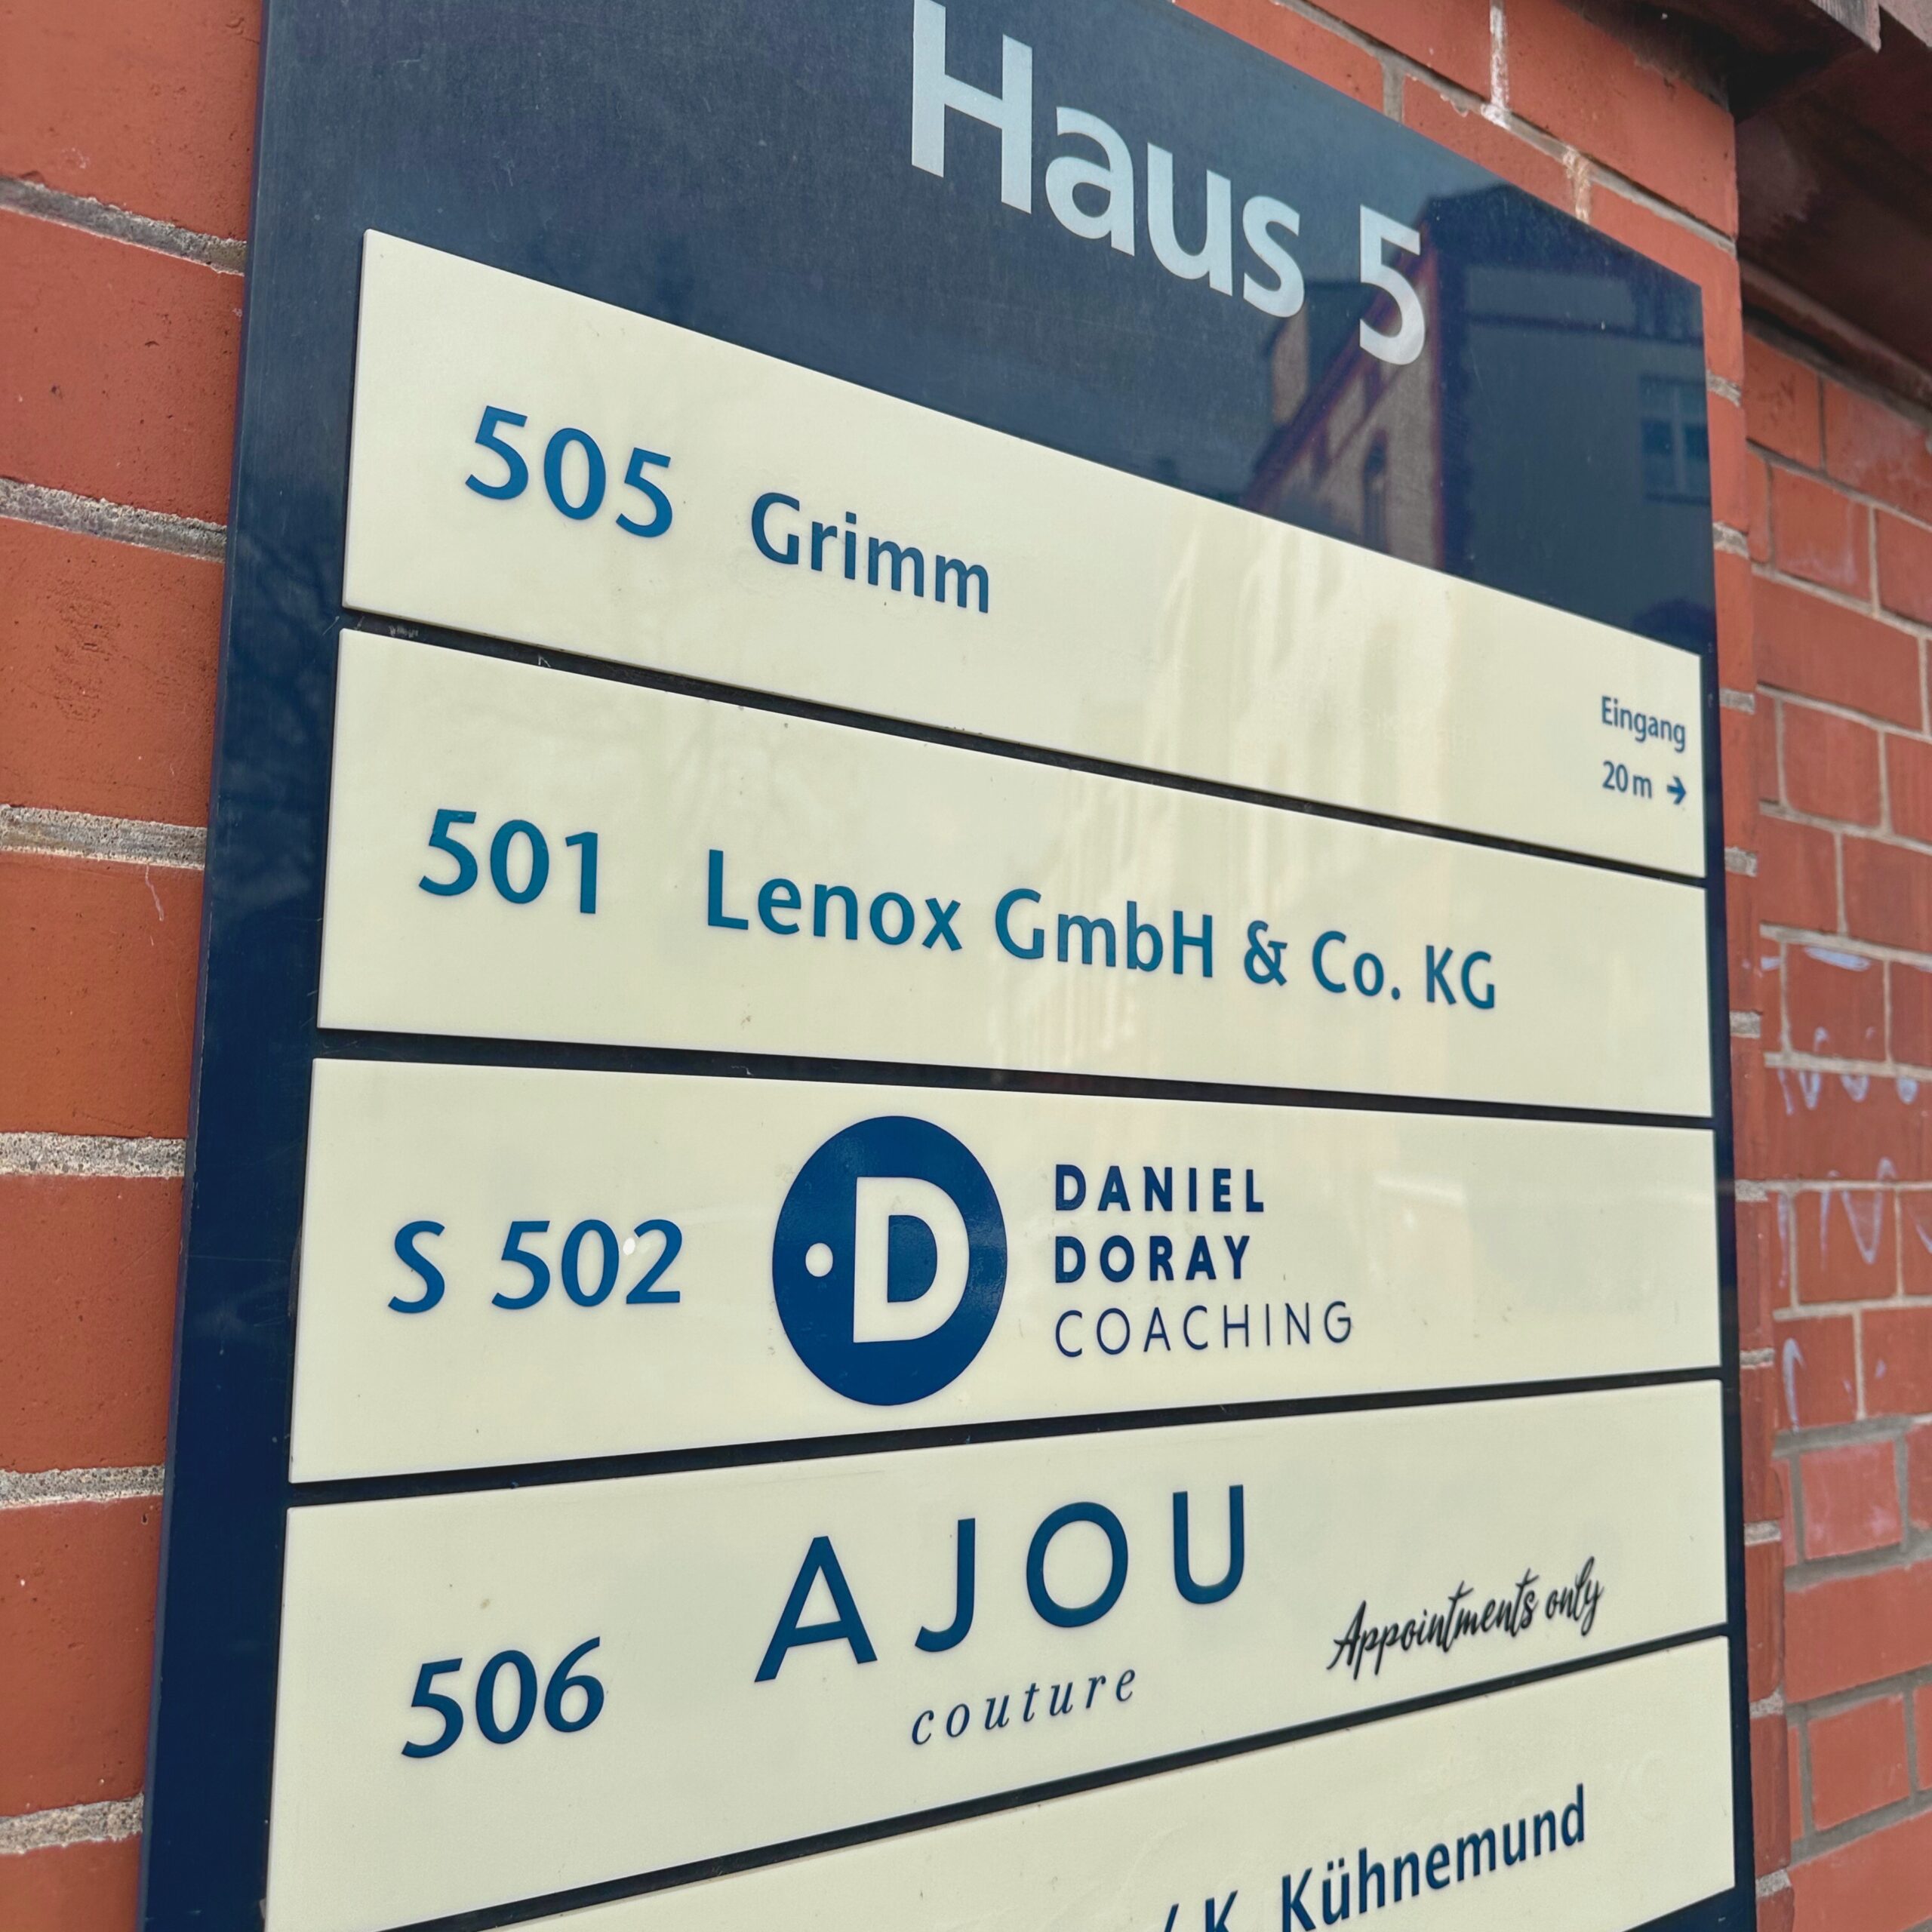 Haus 5
505 Grimm
Eingang
20 m →
501 Lenox GmbH & Co. KG
S 502
D
DANIEL
DORAY
COACHING
506
AJOU
couture
Appointments only
/ K. Kühnemund